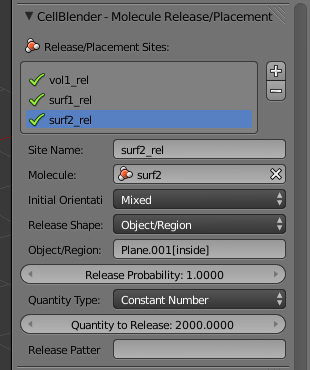 CellBlender - Molecule Release/Placement
Release/Placement Sites:
vol1_rel
surf1_rel
surf2_rel
Site Name: surf2_rel
Molecule: surf2
Initial Orientati Mixed
Release Shape: Object/Region
Object/Region: Plane.001[inside]
Release Probability: 1.0000
Quantity Type: Constant Number
Quantity to Release: 2000.0000
Release Patter